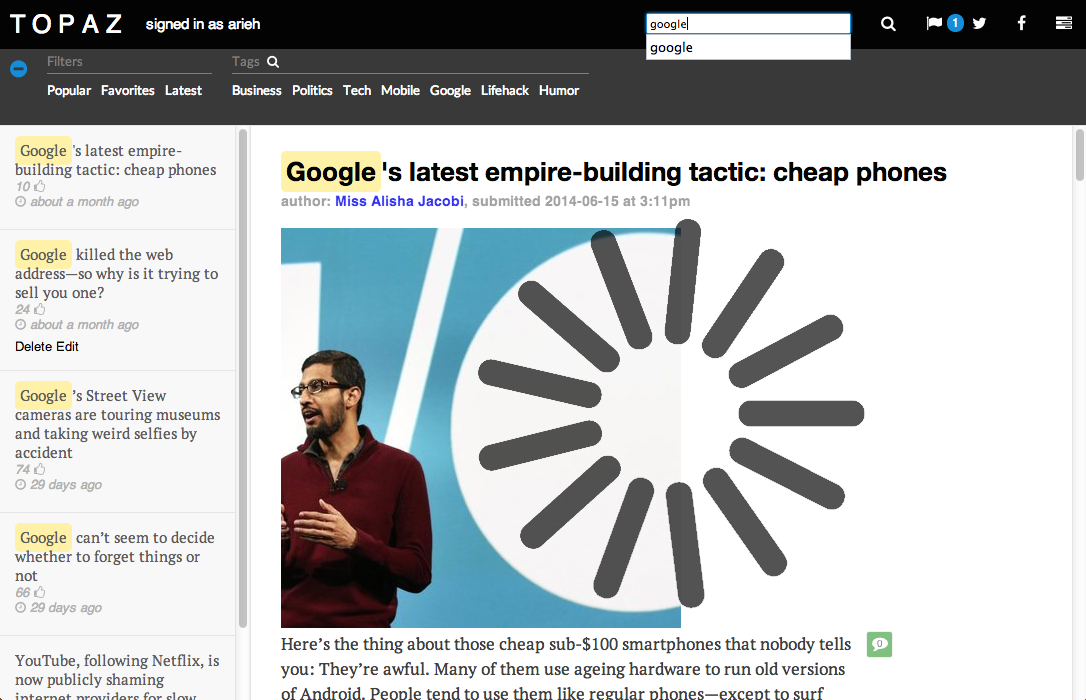 TOPAZ signed in as arieh google 1
google
Filters Tags
Popular Favorites Latest Business Politics Tech Mobile Google Lifehack Humor
Google 's latest empire-
building tactic: cheap phones
10
about a month ago
Google killed the web
address—so why is it trying to
sell you one?
24
about a month ago
Delete Edit
Google 's Street View
cameras are touring museums
and taking weird selfies by
accident
74
29 days ago
Google can't seem to decide
whether to forget things or
not
66
29 days ago
YouTube, following Netflix, is
now publicly shaming
internet providers for slow
Google 's latest empire-building tactic: cheap phones
author: Miss Alisha Jacobi, submitted 2014-06-15 at 3:11pm
Here's the thing about those cheap sub-$100 smartphones that nobody tells
0
you: They're awful. Many of them use ageing hardware to run old versions
of Android. People tend to use them like regular phones—except to surf